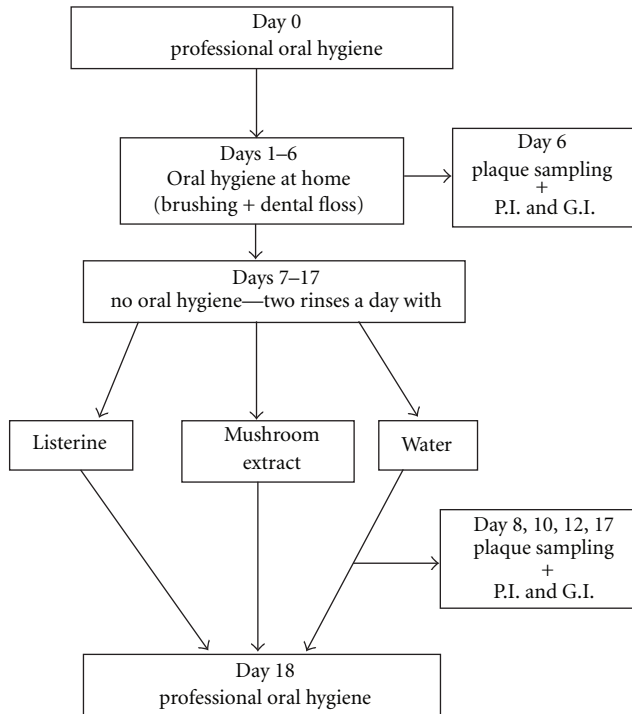 Day 0
professional oral hygiene
Days 1–6
Oral hygiene at home
(brushing + dental floss)
Day 6
plaque sampling
+
P.I. and G.I.
Days 7–17
no oral hygiene—two rinses a day with
Listerine
Mushroom
extract
Water
Day 8, 10, 12, 17
plaque sampling
+
P.I. and G.I.
Day 18
professional oral hygiene